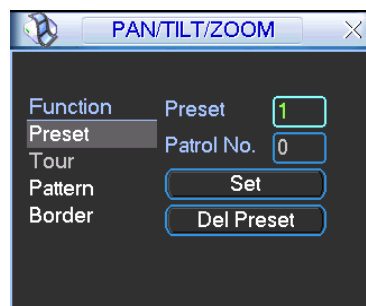 PAN/TILT/ZOOM
Function
Preset
Tour
Pattern
Border
Preset 1
Patrol No. 0
Set
Del Preset